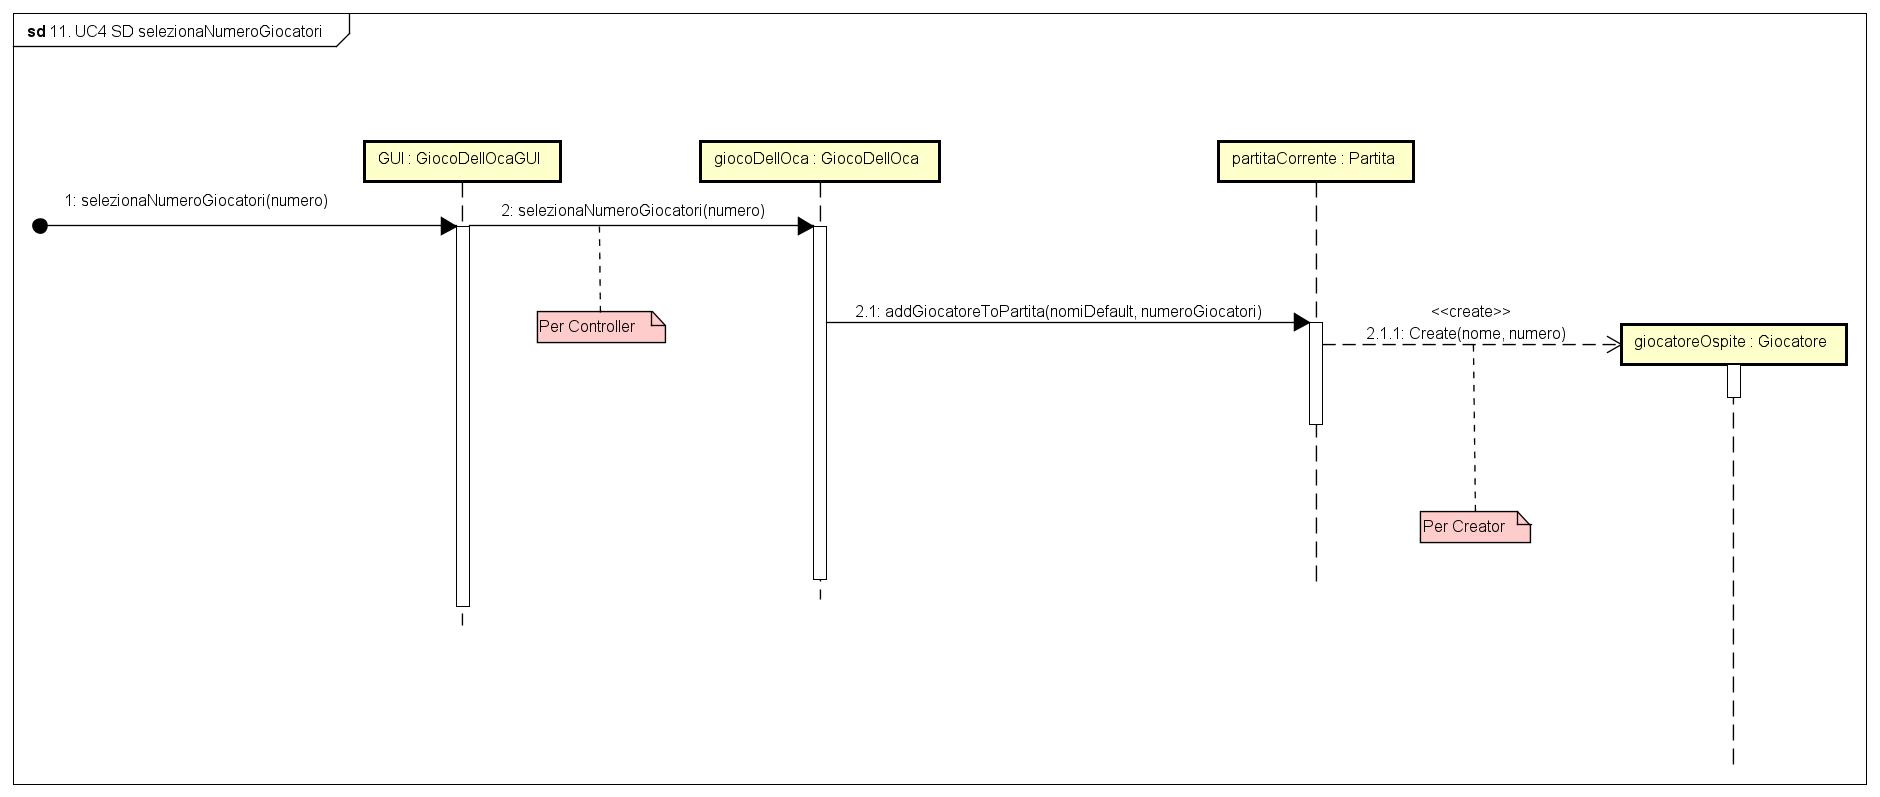 sd 11. UC4 SD selezionaNumeroGiocatori
GUI : GiocoDellOcaGUI
giocoDellOca : GiocoDellOca
partitaCorrente : Partita
1: selezionaNumeroGiocatori(numero)
2: selezionaNumeroGiocatori(numero)
Per Controller
2.1: addGiocatoreToPartita(nomiDefault, numeroGiocatori)
<<create>>
2.1.1: Create(nome, numero)
giocatoreOspite : Giocatore
Per Creator